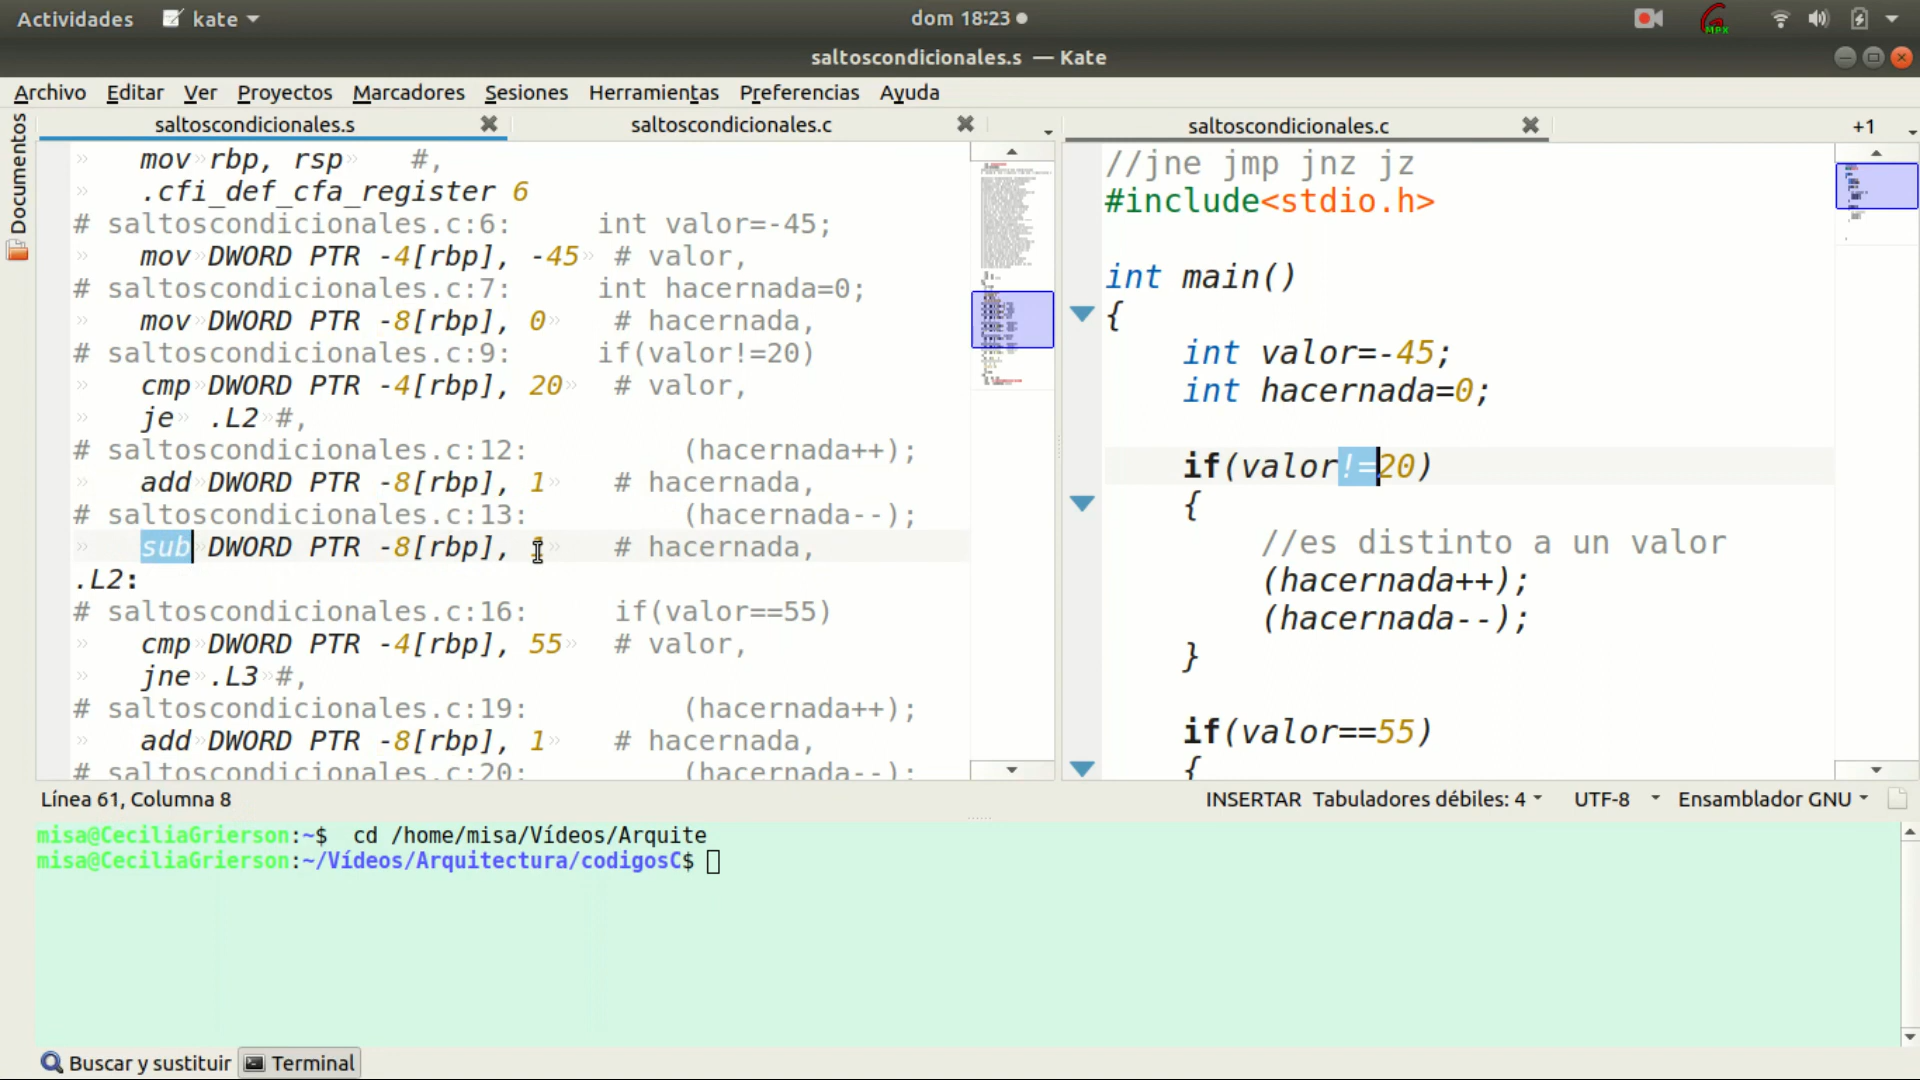 Actividades kate dom 18:23
MPX
saltoscondicionales.s — Kate
Archivo Editar Ver Proyectos Marcadores Sesiones Herramientas Preferencias Ayuda
Documentos
saltoscondicionales.s saltoscondicionales.c
mov rbp, rsp #,
.cfi_def_cfa_register 6
# saltoscondicionales.c:6: int valor=-45;
mov DWORD PTR -4[rbp], -45 # valor,
# saltoscondicionales.c:7: int hacernada=0;
mov DWORD PTR -8[rbp], 0 # hacernada,
# saltoscondicionales.c:9: if(valor!=20)
cmp DWORD PTR -4[rbp], 20 # valor,
je .L2 #,
# saltoscondicionales.c:12: (hacernada++);
add DWORD PTR -8[rbp], 1 # hacernada,
# saltoscondicionales.c:13: (hacernada--);
sub DWORD PTR -8[rbp], 1 # hacernada,
.L2:
# saltoscondicionales.c:16: if(valor==55)
cmp DWORD PTR -4[rbp], 55 # valor,
jne .L3 #,
# saltoscondicionales.c:19: (hacernada++);
add DWORD PTR -8[rbp], 1 # hacernada,
# saltoscondicionales.c:20: (hacernada--);
saltoscondicionales.c +1
//jne jmp jnz jz
#include<stdio.h>
int main()
{
int valor=-45;
int hacernada=0;
if(valor!=20)
{
//es distinto a un valor
(hacernada++);
(hacernada--);
}
if(valor==55)
{
Línea 61, Columna 8 INSERTAR Tabuladores débiles: 4 UTF-8 Ensamblador GNU
misa@CeciliaGrierson:~$ cd /home/misa/Vídeos/Arquite
misa@CeciliaGrierson:~/Vídeos/Arquitectura/codigosC$
Buscar y sustituir Terminal